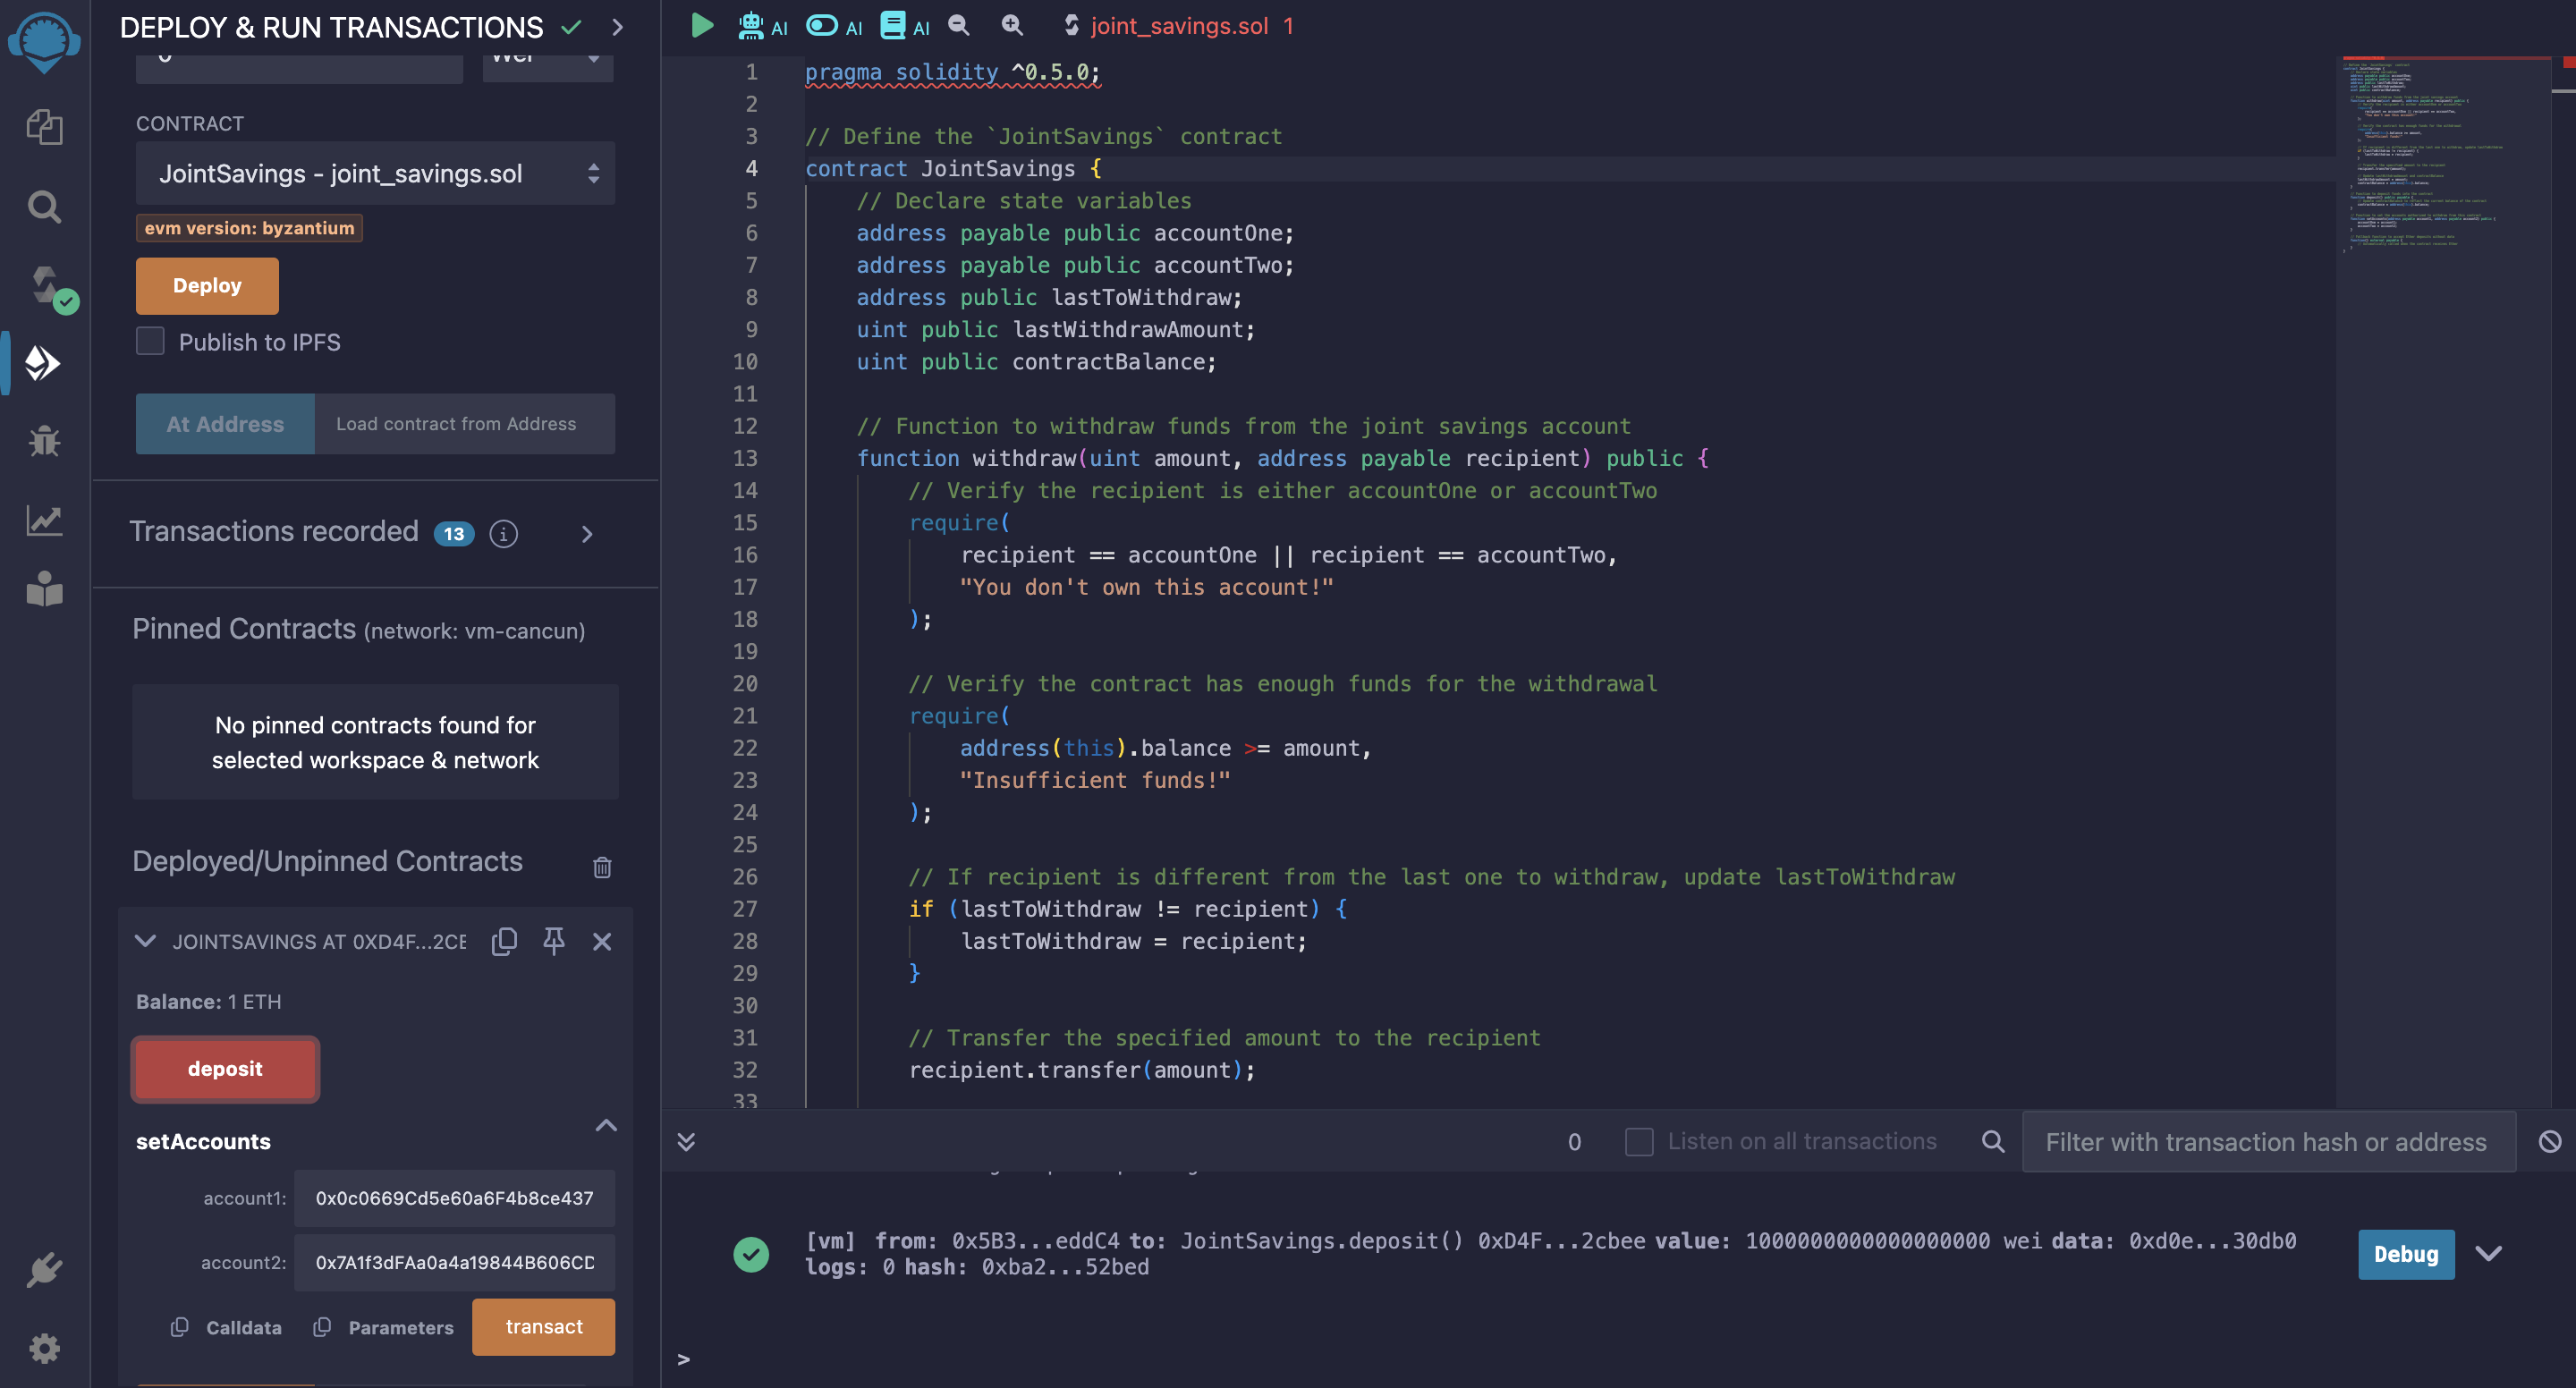 DEPLOY & RUN TRANSACTIONS
CONTRACT
JointSavings - joint_savings.sol
evm version: byzantium
Deploy
Publish to IPFS
At Address
Load contract from Address
Transactions recorded 13 i
Pinned Contracts (network: vm-cancun)
No pinned contracts found for
selected workspace & network
Deployed/Unpinned Contracts
JOINTSAVINGS AT 0XD4F...2CE
Balance: 1 ETH
deposit
setAccounts
account1: 0x0c0669Cd5e60a6F4b8ce437
account2: 0x7A1f3dFAa0a4a19844B606CD
Calldata Parameters transact
AI AI AI joint_savings.sol 1
1 pragma solidity ^0.5.0;
2
3 // Define the `JointSavings` contract
4 contract JointSavings {
5 // Declare state variables
6 address payable public accountOne;
7 address payable public accountTwo;
8 address public lastToWithdraw;
9 uint public lastWithdrawAmount;
10 uint public contractBalance;
11
12 // Function to withdraw funds from the joint savings account
13 function withdraw(uint amount, address payable recipient) public {
14 // Verify the recipient is either accountOne or accountTwo
15 require(
16 recipient == accountOne || recipient == accountTwo,
17 "You don't own this account!"
18 );
19
20 // Verify the contract has enough funds for the withdrawal
21 require(
22 address(this).balance >= amount,
23 "Insufficient funds!"
24 );
25
26 // If recipient is different from the last one to withdraw, update lastToWithdraw
27 if (lastToWithdraw != recipient) {
28 lastToWithdraw = recipient;
29 }
30
31 // Transfer the specified amount to the recipient
32 recipient.transfer(amount);
33
0 Listen on all transactions Filter with transaction hash or address
[vm] from: 0x5B3...eddC4 to: JointSavings.deposit() 0xD4F...2cbee value: 1000000000000000000 wei data: 0xd0e...30db0
logs: 0 hash: 0xba2...52bed
Debug
>